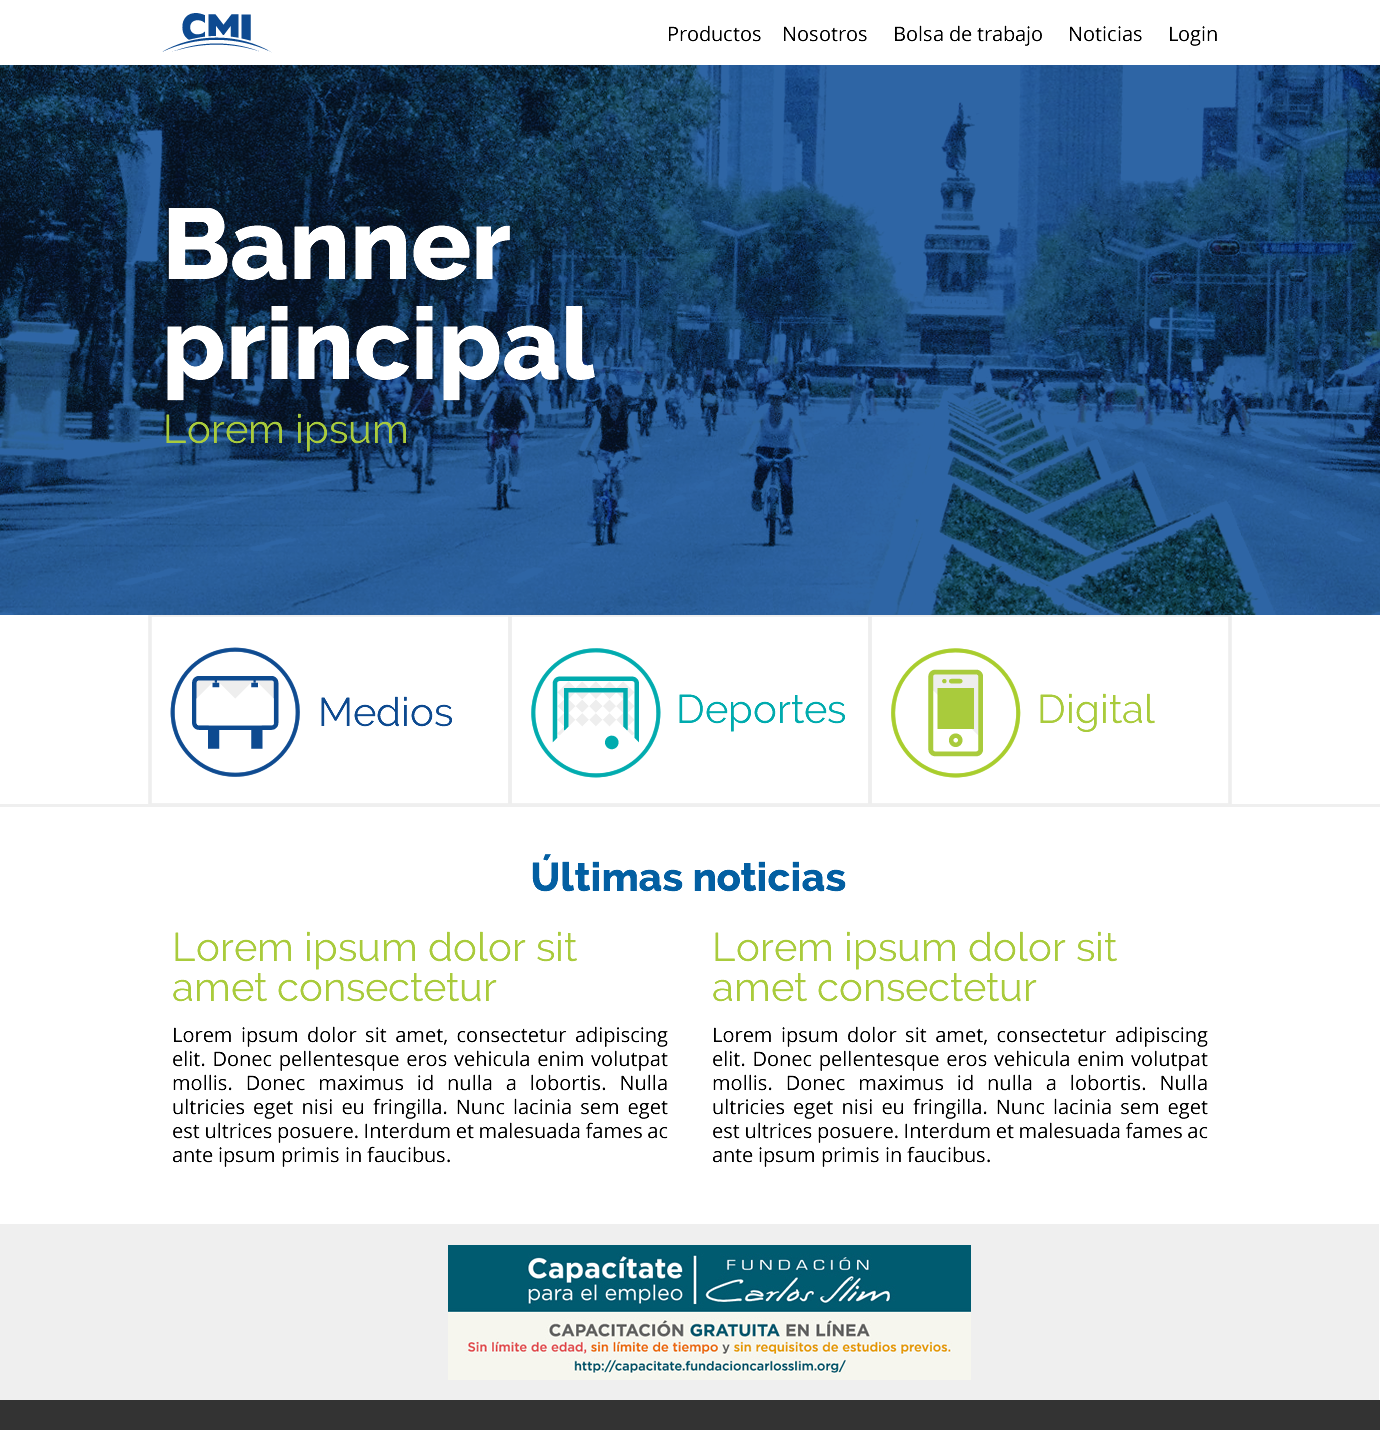 CMI
Productos Nosotros Bolsa de trabajo Noticias Login
Banner
principal
Lorem ipsum
Medios
Deportes
Digital
Últimas noticias
Lorem ipsum dolor sit
amet consectetur
Lorem ipsum dolor sit amet, consectetur adipiscing
elit. Donec pellentesque eros vehicula enim volutpat
mollis. Donec maximus id nulla a lobortis. Nulla
ultricies eget nisi eu fringilla. Nunc lacinia sem eget
est ultrices posuere. Interdum et malesuada fames ac
ante ipsum primis in faucibus.
Lorem ipsum dolor sit
amet consectetur
Lorem ipsum dolor sit amet, consectetur adipiscing
elit. Donec pellentesque eros vehicula enim volutpat
mollis. Donec maximus id nulla a lobortis. Nulla
ultricies eget nisi eu fringilla. Nunc lacinia sem eget
est ultrices posuere. Interdum et malesuada fames ac
ante ipsum primis in faucibus.
Capacítate
para el empleo
FUNDACIÓN
Carlos Slim
CAPACITACIÓN GRATUITA EN LÍNEA
Sin límite de edad, sin límite de tiempo y sin requisitos de estudios previos.
http://capacitate.fundacioncarlosslim.org/